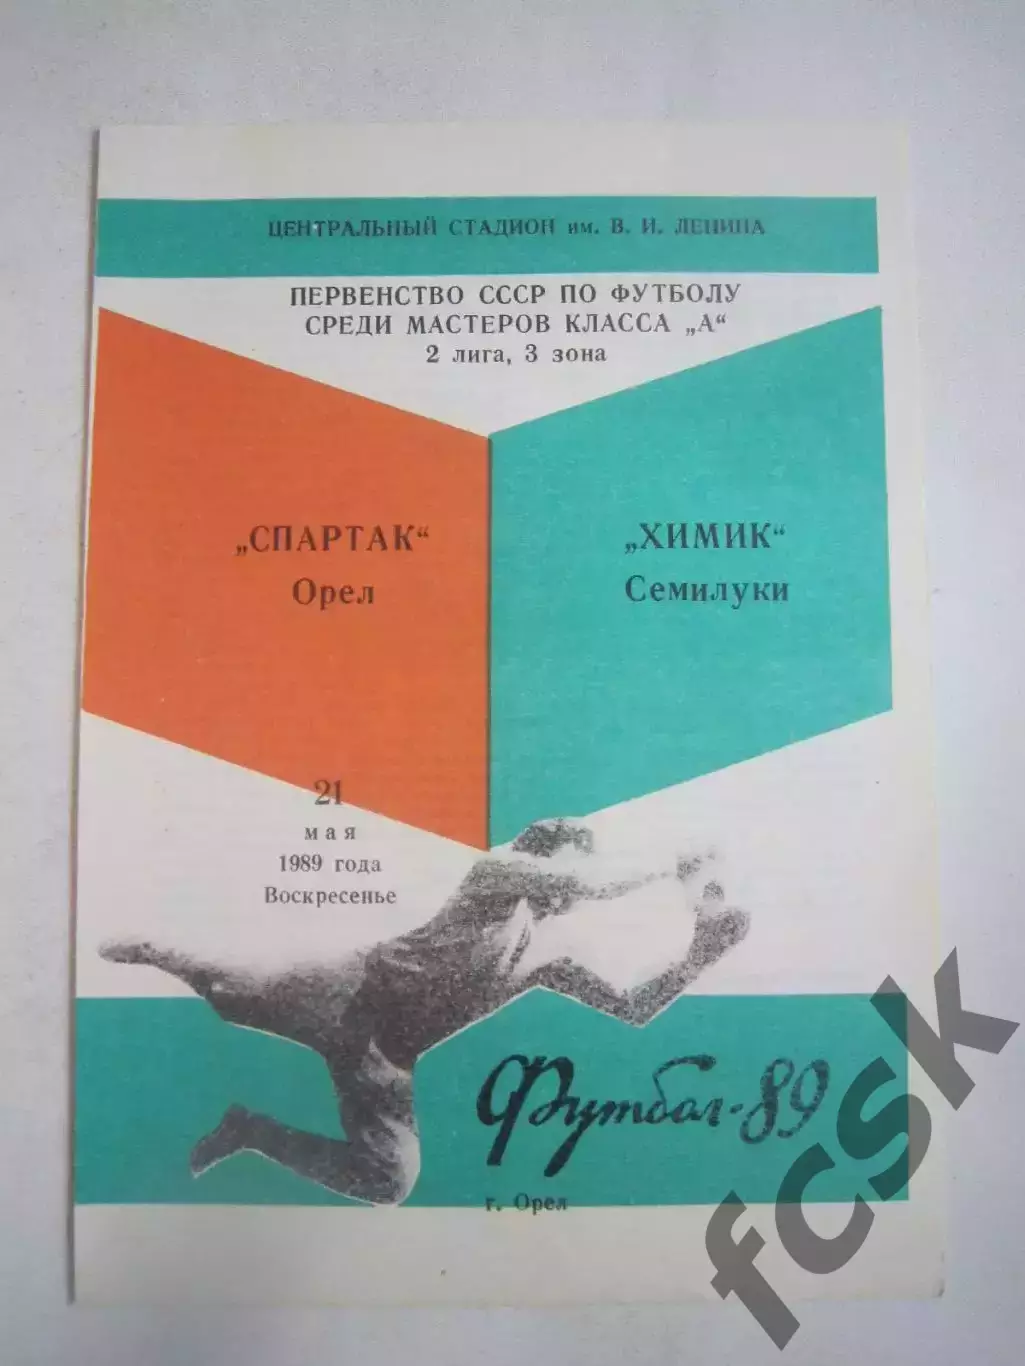 ЦЕНТРАЛЬНЫЙ СТАДИОН им. В. И. ЛЕНИНА
ПЕРВЕНСТВО СССР ПО ФУТБОЛУ
СРЕДИ МАСТЕРОВ КЛАССА „А“
2 лига, 3 зона
„СПАРТАК“
Орел
„ХИМИК“
Семилуки
21
мая
1989 года
Воскресенье
Футбол-89
г. Орел
fcsk